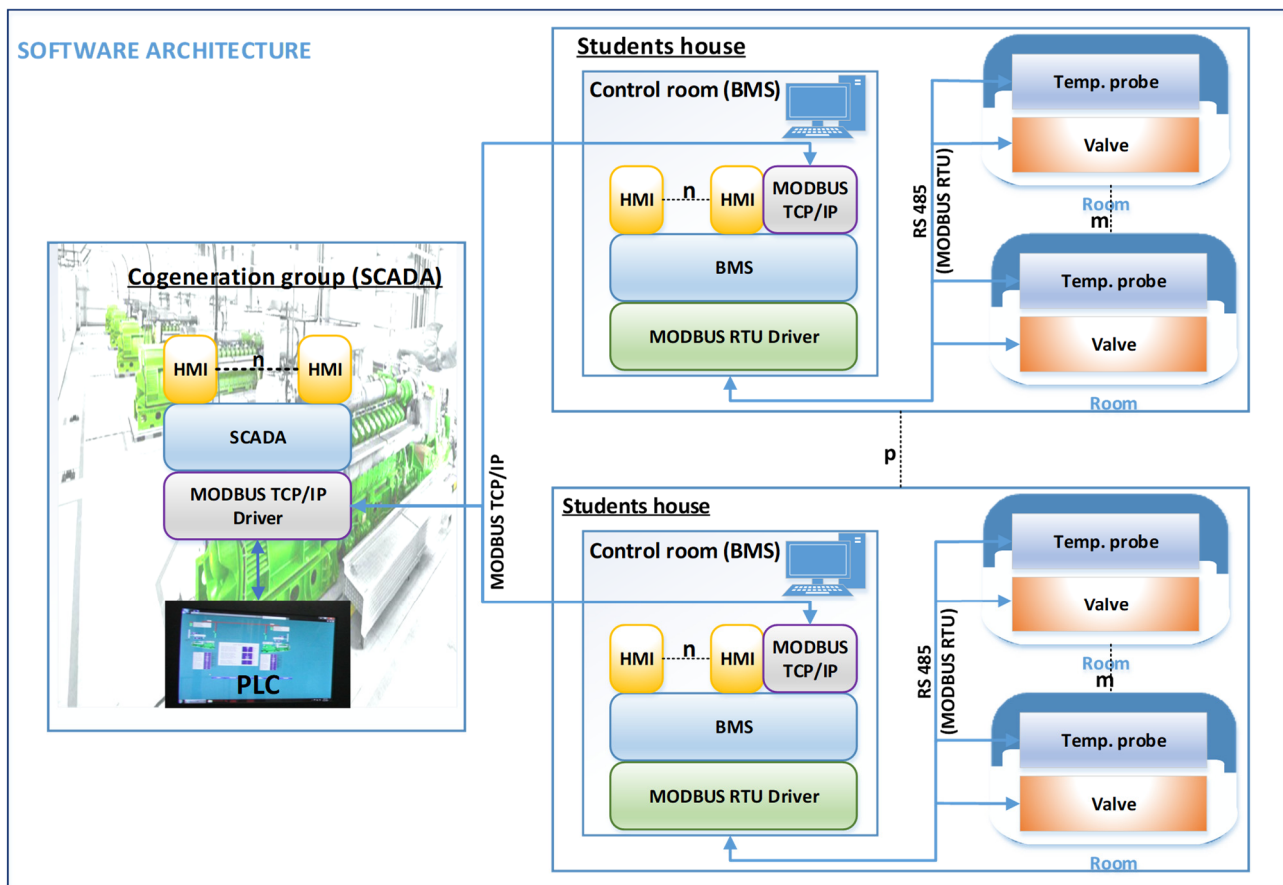 SOFTWARE ARCHITECTURE
Cogeneration group (SCADA)
HMI
n
HMI
SCADA
MODBUS TCP/IP
Driver
PLC
MODBUS TCP/IP
Students house
Control room (BMS)
HMI
n
HMI
MODBUS
TCP/IP
BMS
MODBUS RTU Driver
RS 485
(MODBUS RTU)
Temp. probe
Valve
Room
m
Temp. probe
Valve
Room
p
Students house
Control room (BMS)
HMI
n
HMI
MODBUS
TCP/IP
BMS
MODBUS RTU Driver
RS 485
(MODBUS RTU)
Temp. probe
Valve
Room
m
Temp. probe
Valve
Room